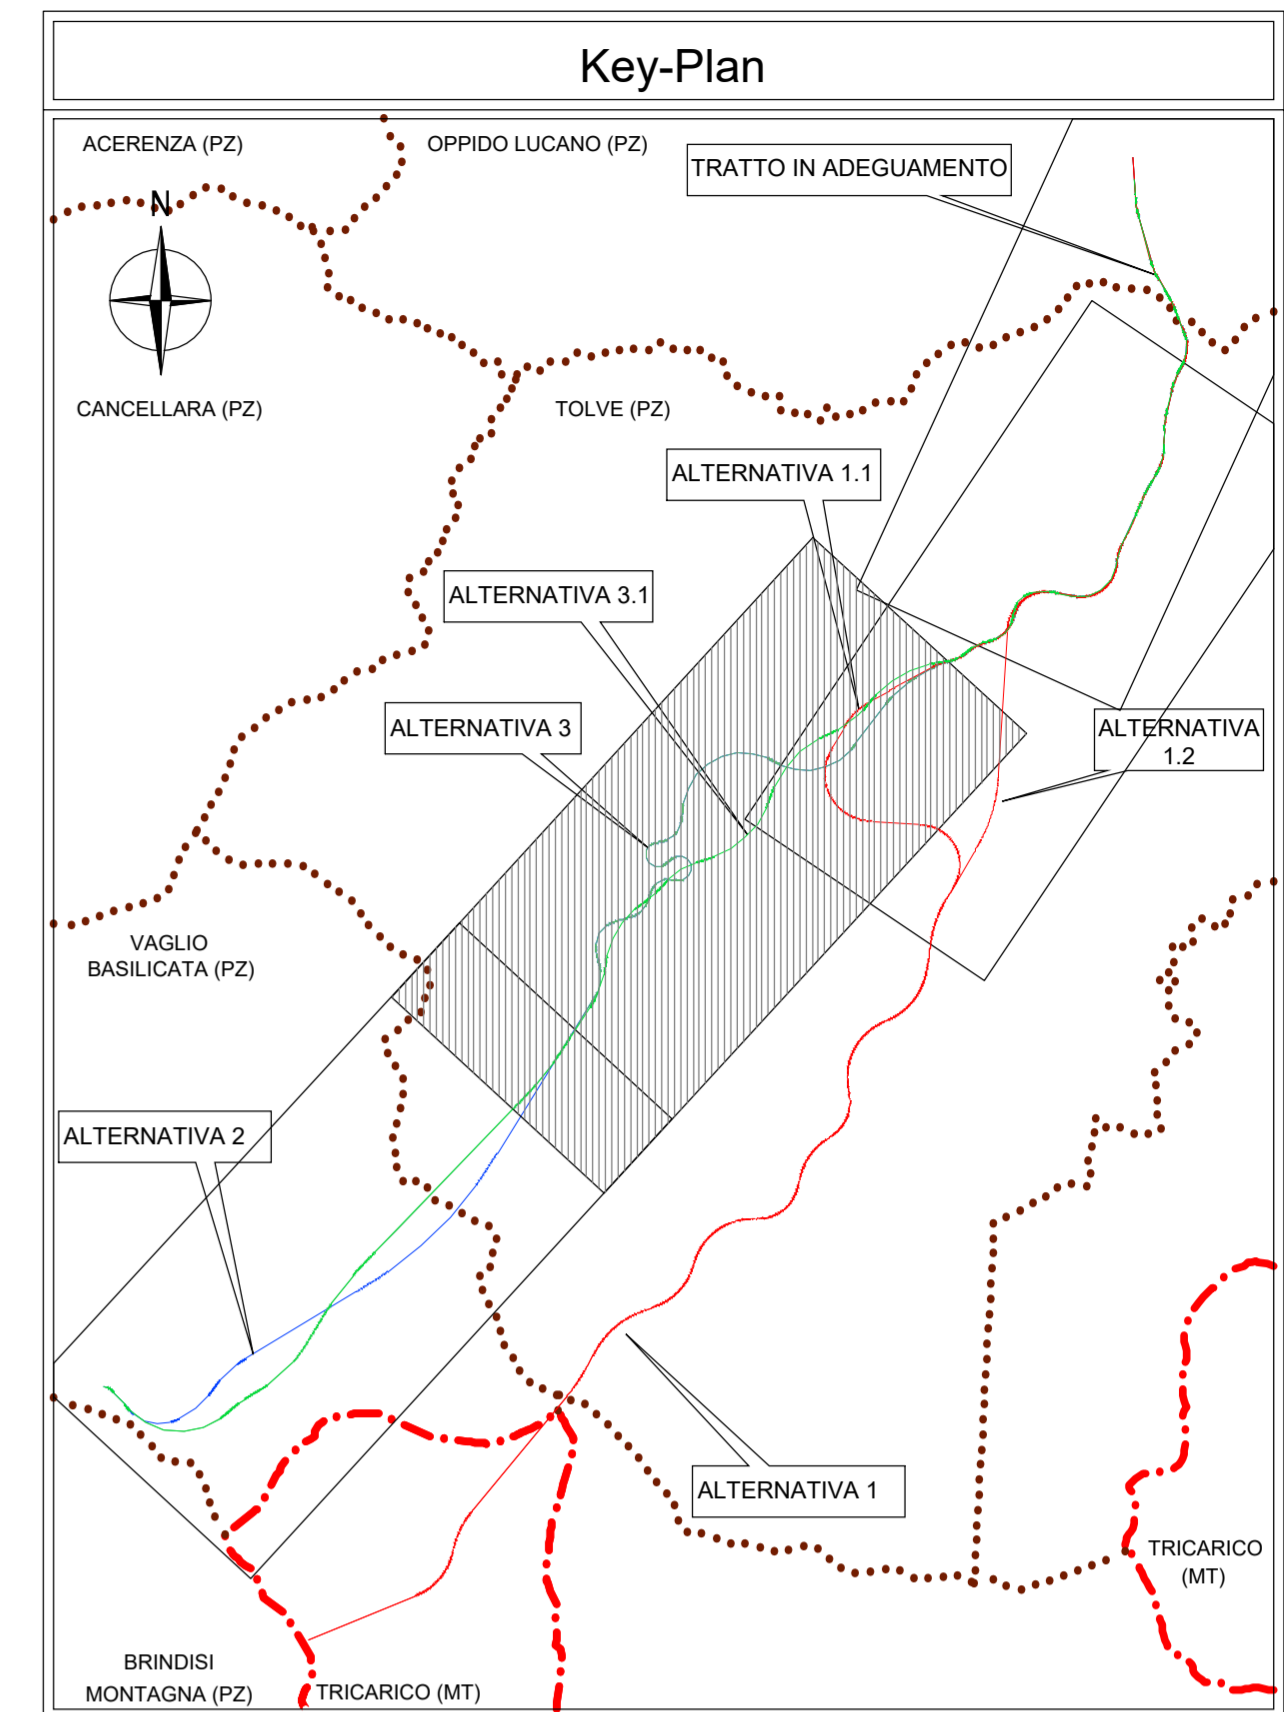 Key-Plan
ACERENZA (PZ)
OPPIDO LUCANO (PZ)
TRATTO IN ADEGUAMENTO
N
CANCELLARA (PZ)
TOLVE (PZ)
ALTERNATIVA 1.1
ALTERNATIVA 3.1
ALTERNATIVA 3
ALTERNATIVA
1.2
VAGLIO
BASILICATA (PZ)
ALTERNATIVA 2
ALTERNATIVA 1
TRICARICO
(MT)
BRINDISI
MONTAGNA (PZ)
TRICARICO (MT)